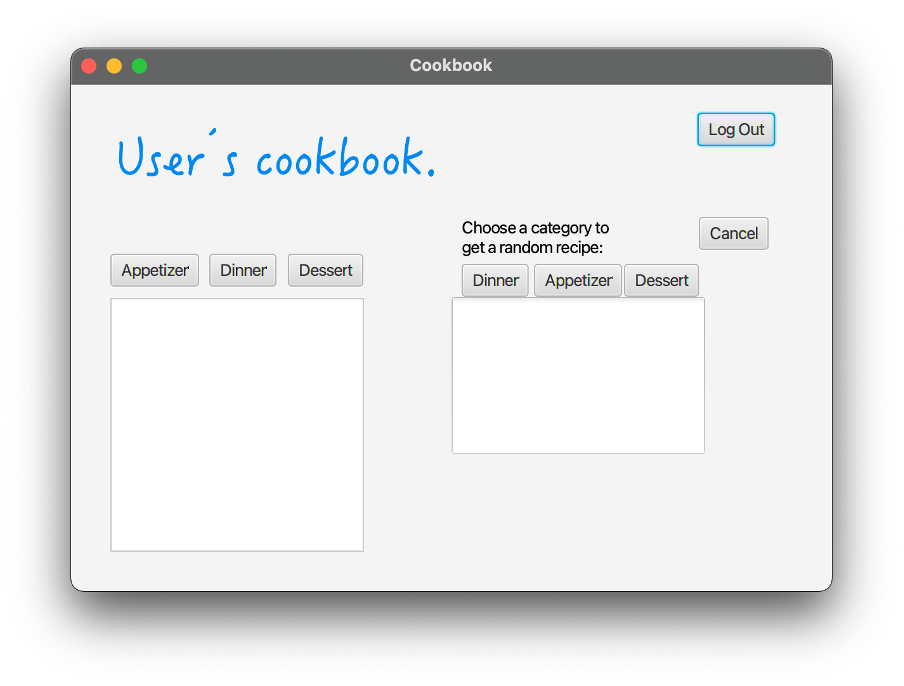 Cookbook
Log Out
User´s cookbook.
Choose a category to
get a random recipe:
Cancel
Appetizer Dinner Dessert
Dinner Appetizer Dessert